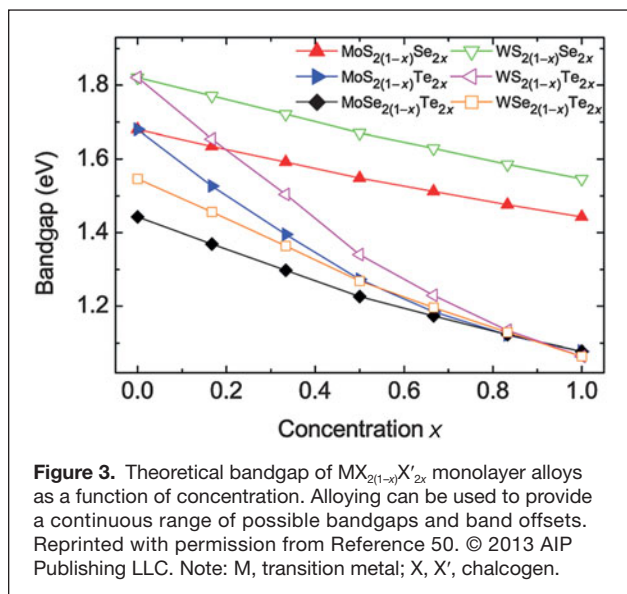 MoS2(1-x)Se2x WS2(1-x)Se2x
MoS2(1-x)Te2x WS2(1-x)Te2x
MoSe2(1-x)Te2x WSe2(1-x)Te2x
Bandgap (eV)
1.8
1.6
1.4
1.2
0.0 0.2 0.4 0.6 0.8 1.0
Concentration x
Figure 3. Theoretical bandgap of MX2(1–x)X′2x monolayer alloys
as a function of concentration. Alloying can be used to provide
a continuous range of possible bandgaps and band offsets.
Reprinted with permission from Reference 50. © 2013 AIP
Publishing LLC. Note: M, transition metal; X, X′, chalcogen.